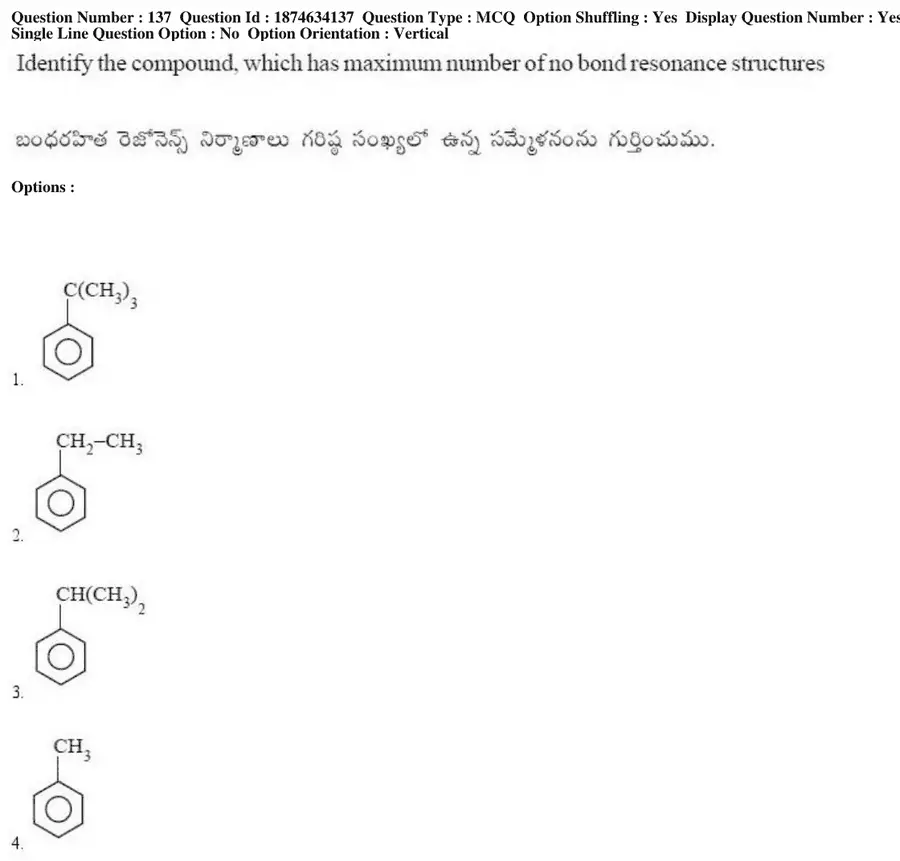 Question Number : 137 Question Id : 1874634137 Question Type : MCQ Option Shuffling : Yes Display Question Number : Yes
Single Line Question Option : No Option Orientation : Vertical
Identify the compound, which has maximum number of no bond resonance structures
బంధరహిత రెజోనెన్స్ నిర్మాణాలు గరిష్ఠ సంఖ్యలో ఉన్న సమ్మేళనంను గుర్తించుము.
Options :
C(CH₃)₃
1.
CH₂–CH₃
2.
CH(CH₃)₂
3.
CH₃
4.